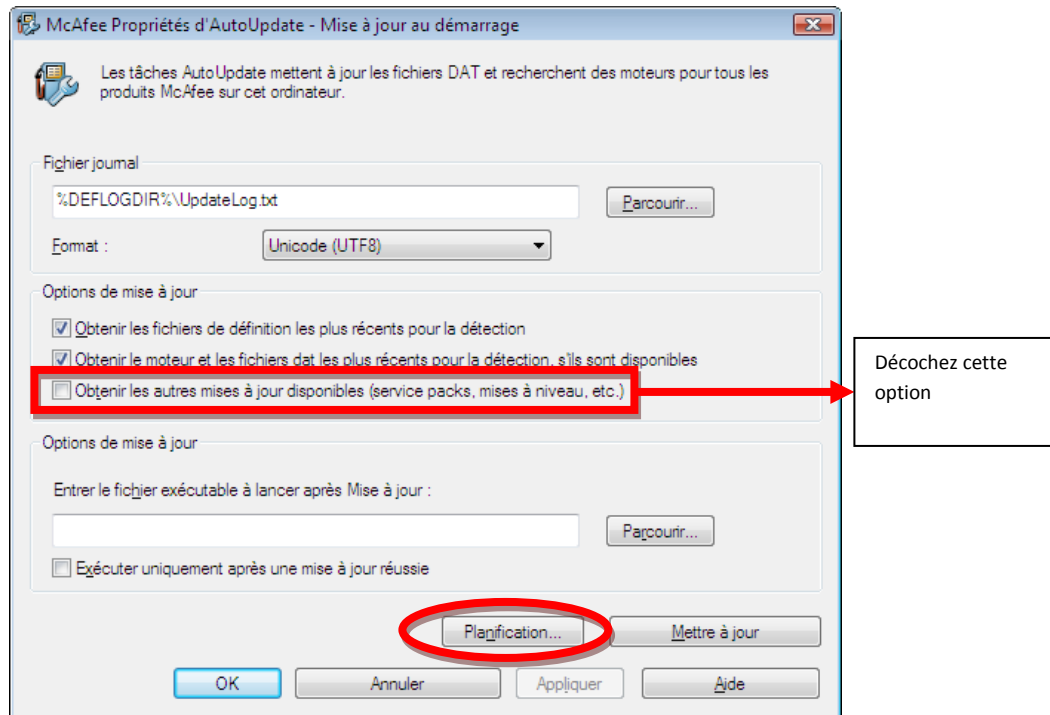 McAfee Propriétés d'AutoUpdate - Mise à jour au démarrage
Les tâches AutoUpdate mettent à jour les fichiers DAT et recherchent des moteurs pour tous les
produits McAfee sur cet ordinateur.
Fichier journal
%DEFLOGDIR%\UpdateLog.txt
Parcourir...
Format :
Unicode (UTF8)
Options de mise à jour
Obtenir les fichiers de définition les plus récents pour la détection
Obtenir le moteur et les fichiers dat les plus récents pour la détection, s'ils sont disponibles
Obtenir les autres mises à jour disponibles (service packs, mises à niveau, etc.)
Décochez cette
option
Options de mise à jour
Entrer le fichier exécutable à lancer après Mise à jour :
Parcourir...
Exécuter uniquement après une mise à jour réussie
Planification...
Mettre à jour
OK
Annuler
Appliquer
Aide